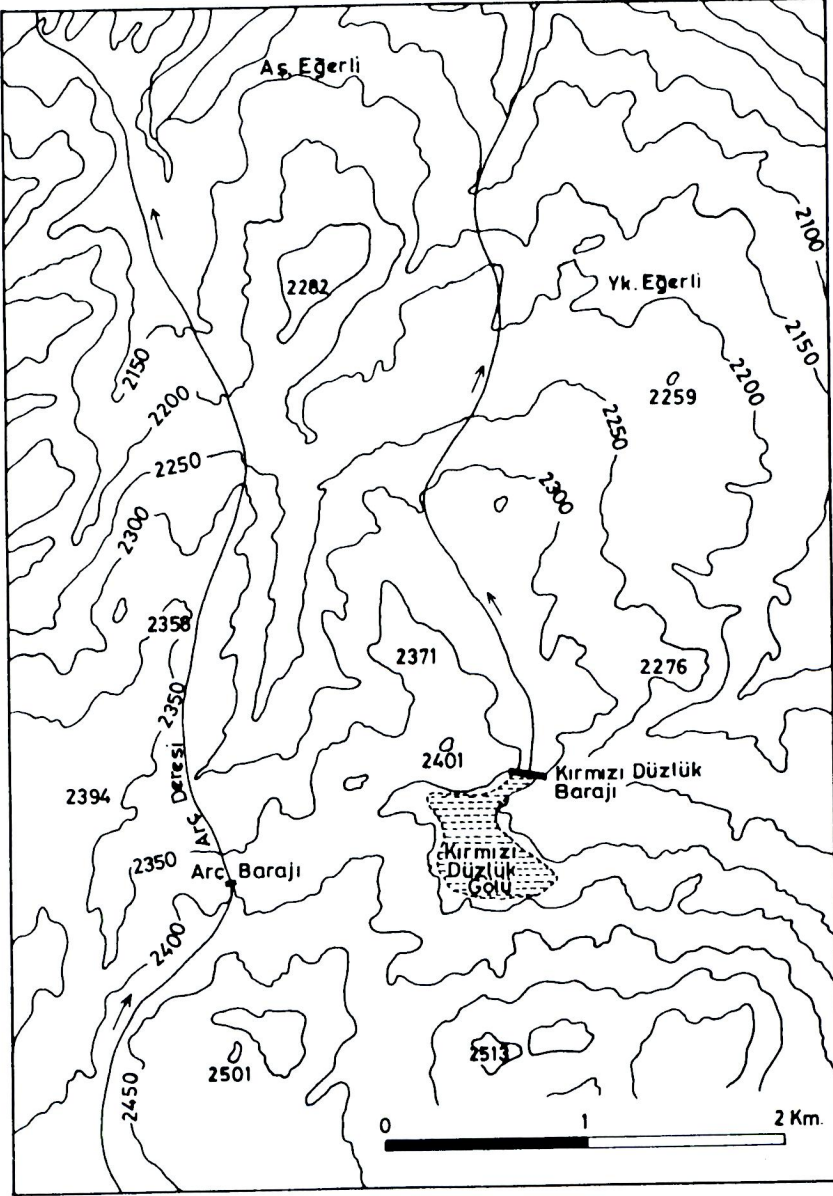 Aş. Eğerli
2100
2282
Yk. Eğerli
2150
2150
2200
2259
2200
2250
2250
2300
2300
2358
2371
2276
2350
2401
Kırmızı Düzlük
Barajı
Arç Deresi
2394
2350
Arç Barajı
Kırmızı
Düzlük
Gölü
2400
2501
2513
2450
0 1 2 Km.